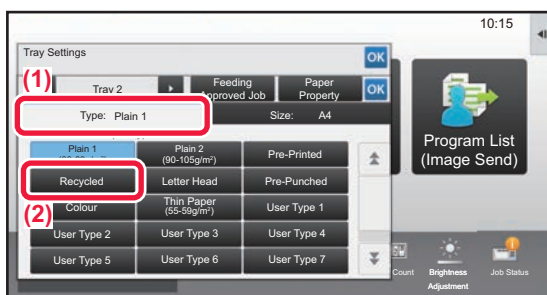 10:15
Tray Settings
OK
(1)
Tray 2
Feeding
Approved Job
Paper
Property
OK
Type: Plain 1
Size: A4
Plain 1
Plain 2
(90-105g/m²)
Pre-Printed
Recycled
Letter Head
Pre-Punched
(2)
Colour
Thin Paper
(55-59g/m²)
User Type 1
User Type 2
User Type 3
User Type 4
User Type 5
User Type 6
User Type 7
Program List
(Image Send)
Count
Brightness
Adjustment
Job Status